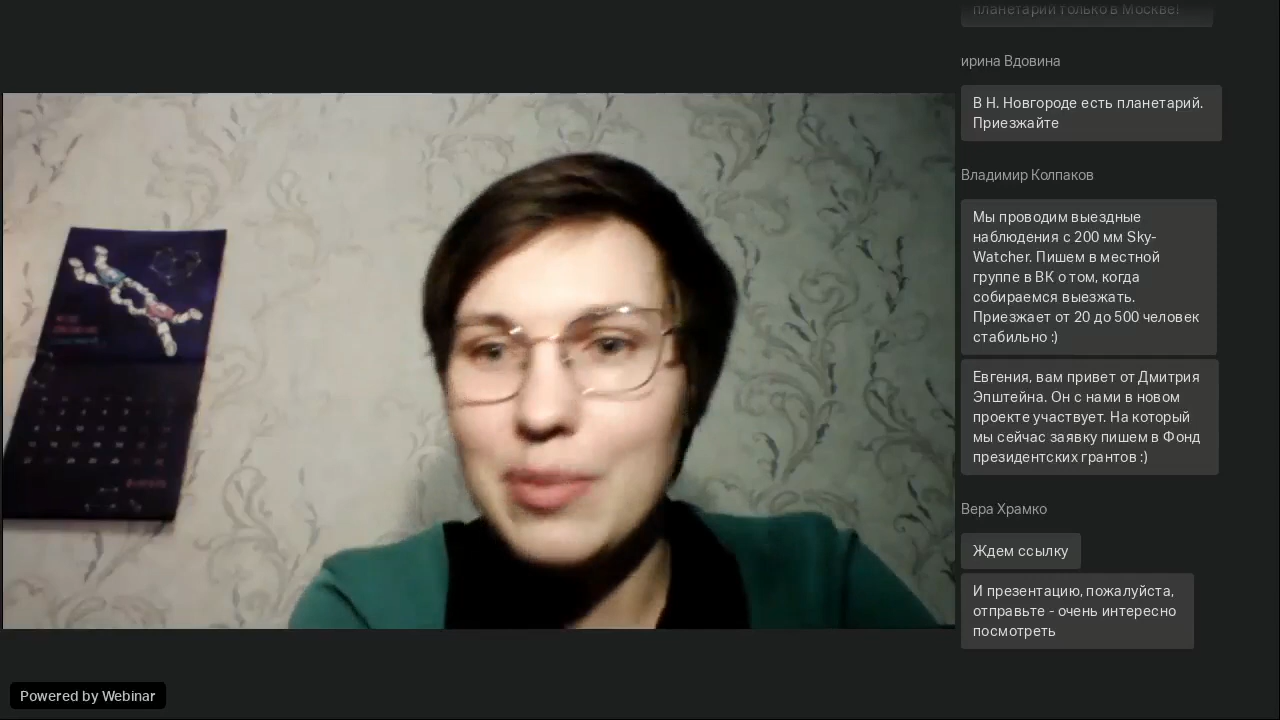 планетарий только в Москве!
ирина Вдовина
В Н. Новгороде есть планетарий.
Приезжайте
Владимир Колпаков
Мы проводим выездные
наблюдения с 200 мм Sky-
Watcher. Пишем в местной
группе в ВК о том, когда
собираемся выезжать.
Приезжает от 20 до 500 человек
стабильно :)
Евгения, вам привет от Дмитрия
Эпштейна. Он с нами в новом
проекте участвует. На который
мы сейчас заявку пишем в Фонд
президентских грантов :)
Вера Храмко
Ждем ссылку
И презентацию, пожалуйста,
отправьте - очень интересно
посмотреть
Powered by Webinar